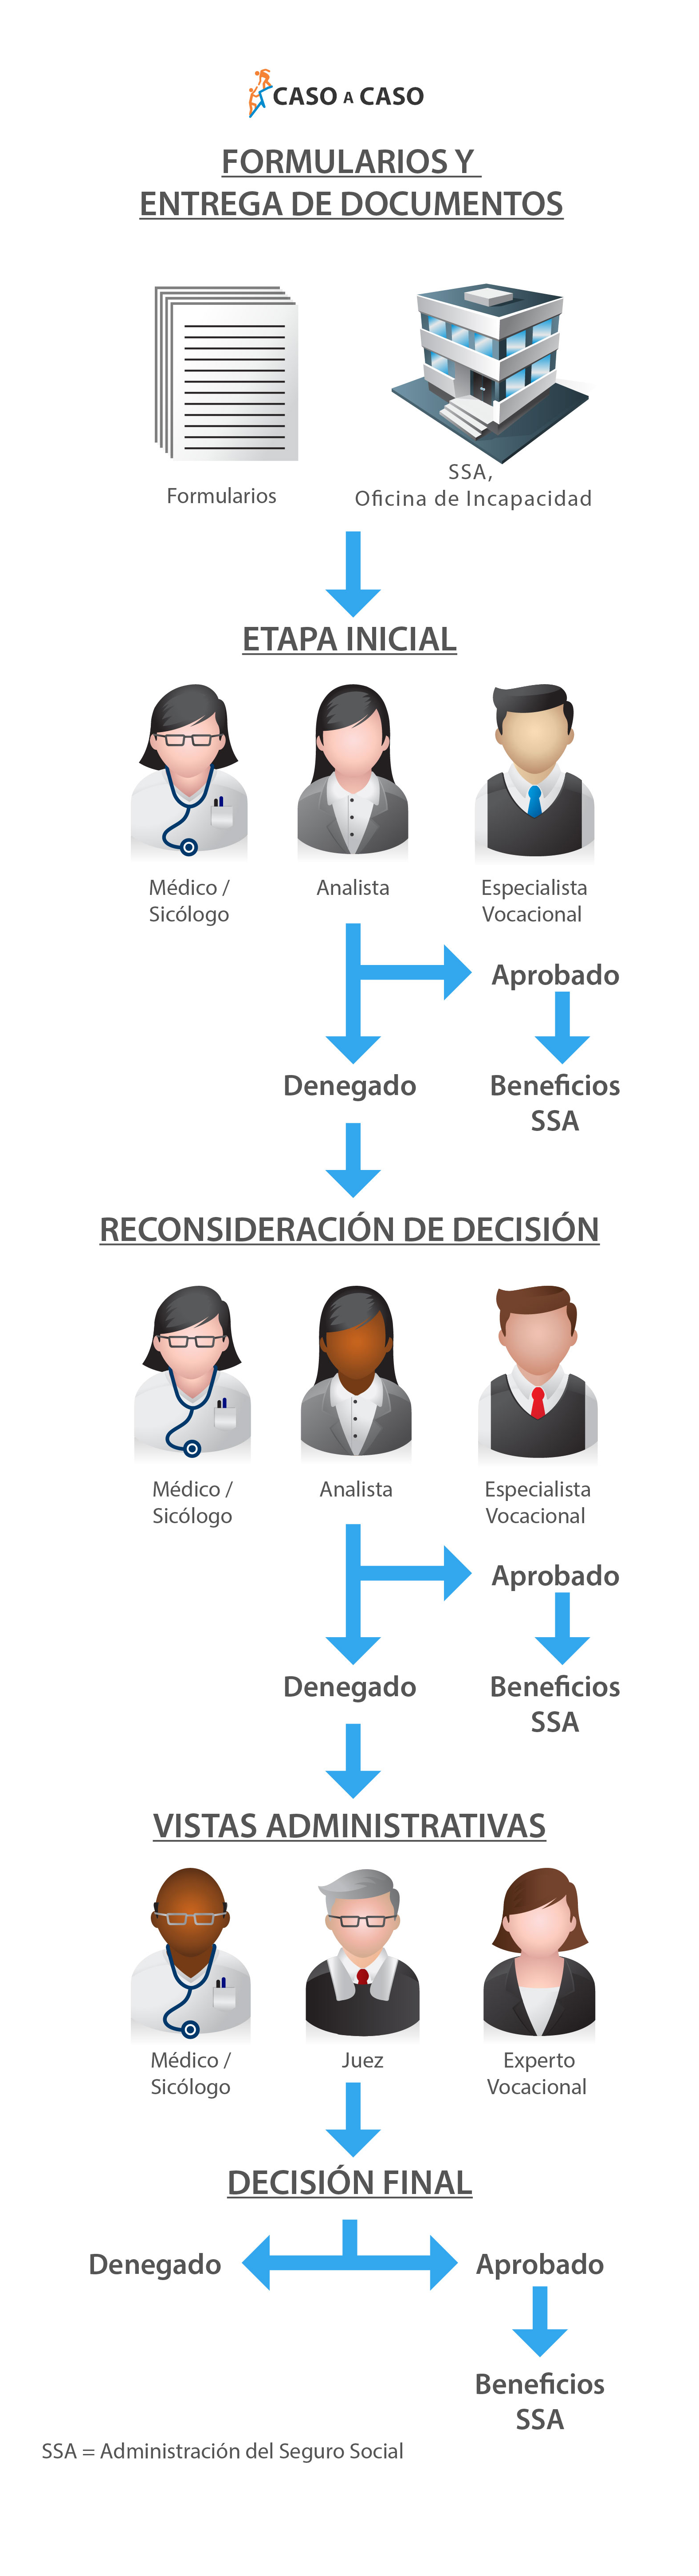 CASO A CASO
FORMULARIOS Y
ENTREGA DE DOCUMENTOS
Formularios
SSA,
Oficina de Incapacidad
ETAPA INICIAL
Médico /
Sicólogo
Analista
Especialista
Vocacional
Aprobado
Denegado
Beneficios
SSA
RECONSIDERACIÓN DE DECISIÓN
Médico /
Sicólogo
Analista
Especialista
Vocacional
Aprobado
Denegado
Beneficios
SSA
VISTAS ADMINISTRATIVAS
Médico /
Sicólogo
Juez
Experto
Vocacional
DECISIÓN FINAL
Denegado
Aprobado
Beneficios
SSA
SSA = Administración del Seguro Social